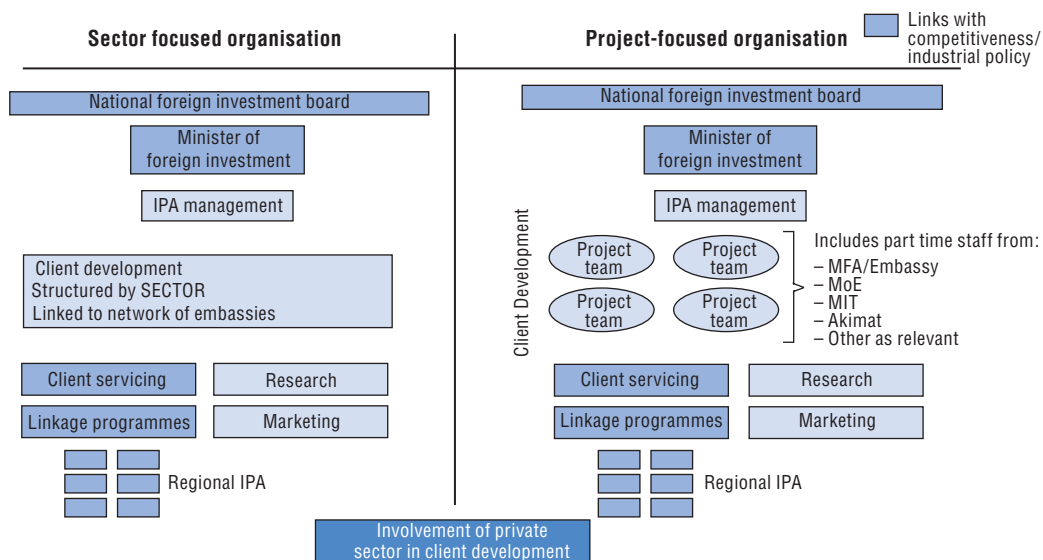 Sector focused organisation
National foreign investment board
Minister of
foreign investment
IPA management
Client development
Structured by SECTOR
Linked to network of embassies
Client servicing
Research
Linkage programmes
Marketing
Regional IPA
Project-focused organisation
Links with
competitiveness/
industrial policy
National foreign investment board
Minister of
foreign investment
IPA management
Client Development
Project
team
Project
team
Project
team
Project
team
Includes part time staff from:
– MFA/Embassy
– MoE
– MIT
– Akimat
– Other as relevant
Client servicing
Research
Linkage programmes
Marketing
Regional IPA
Involvement of private
sector in client development